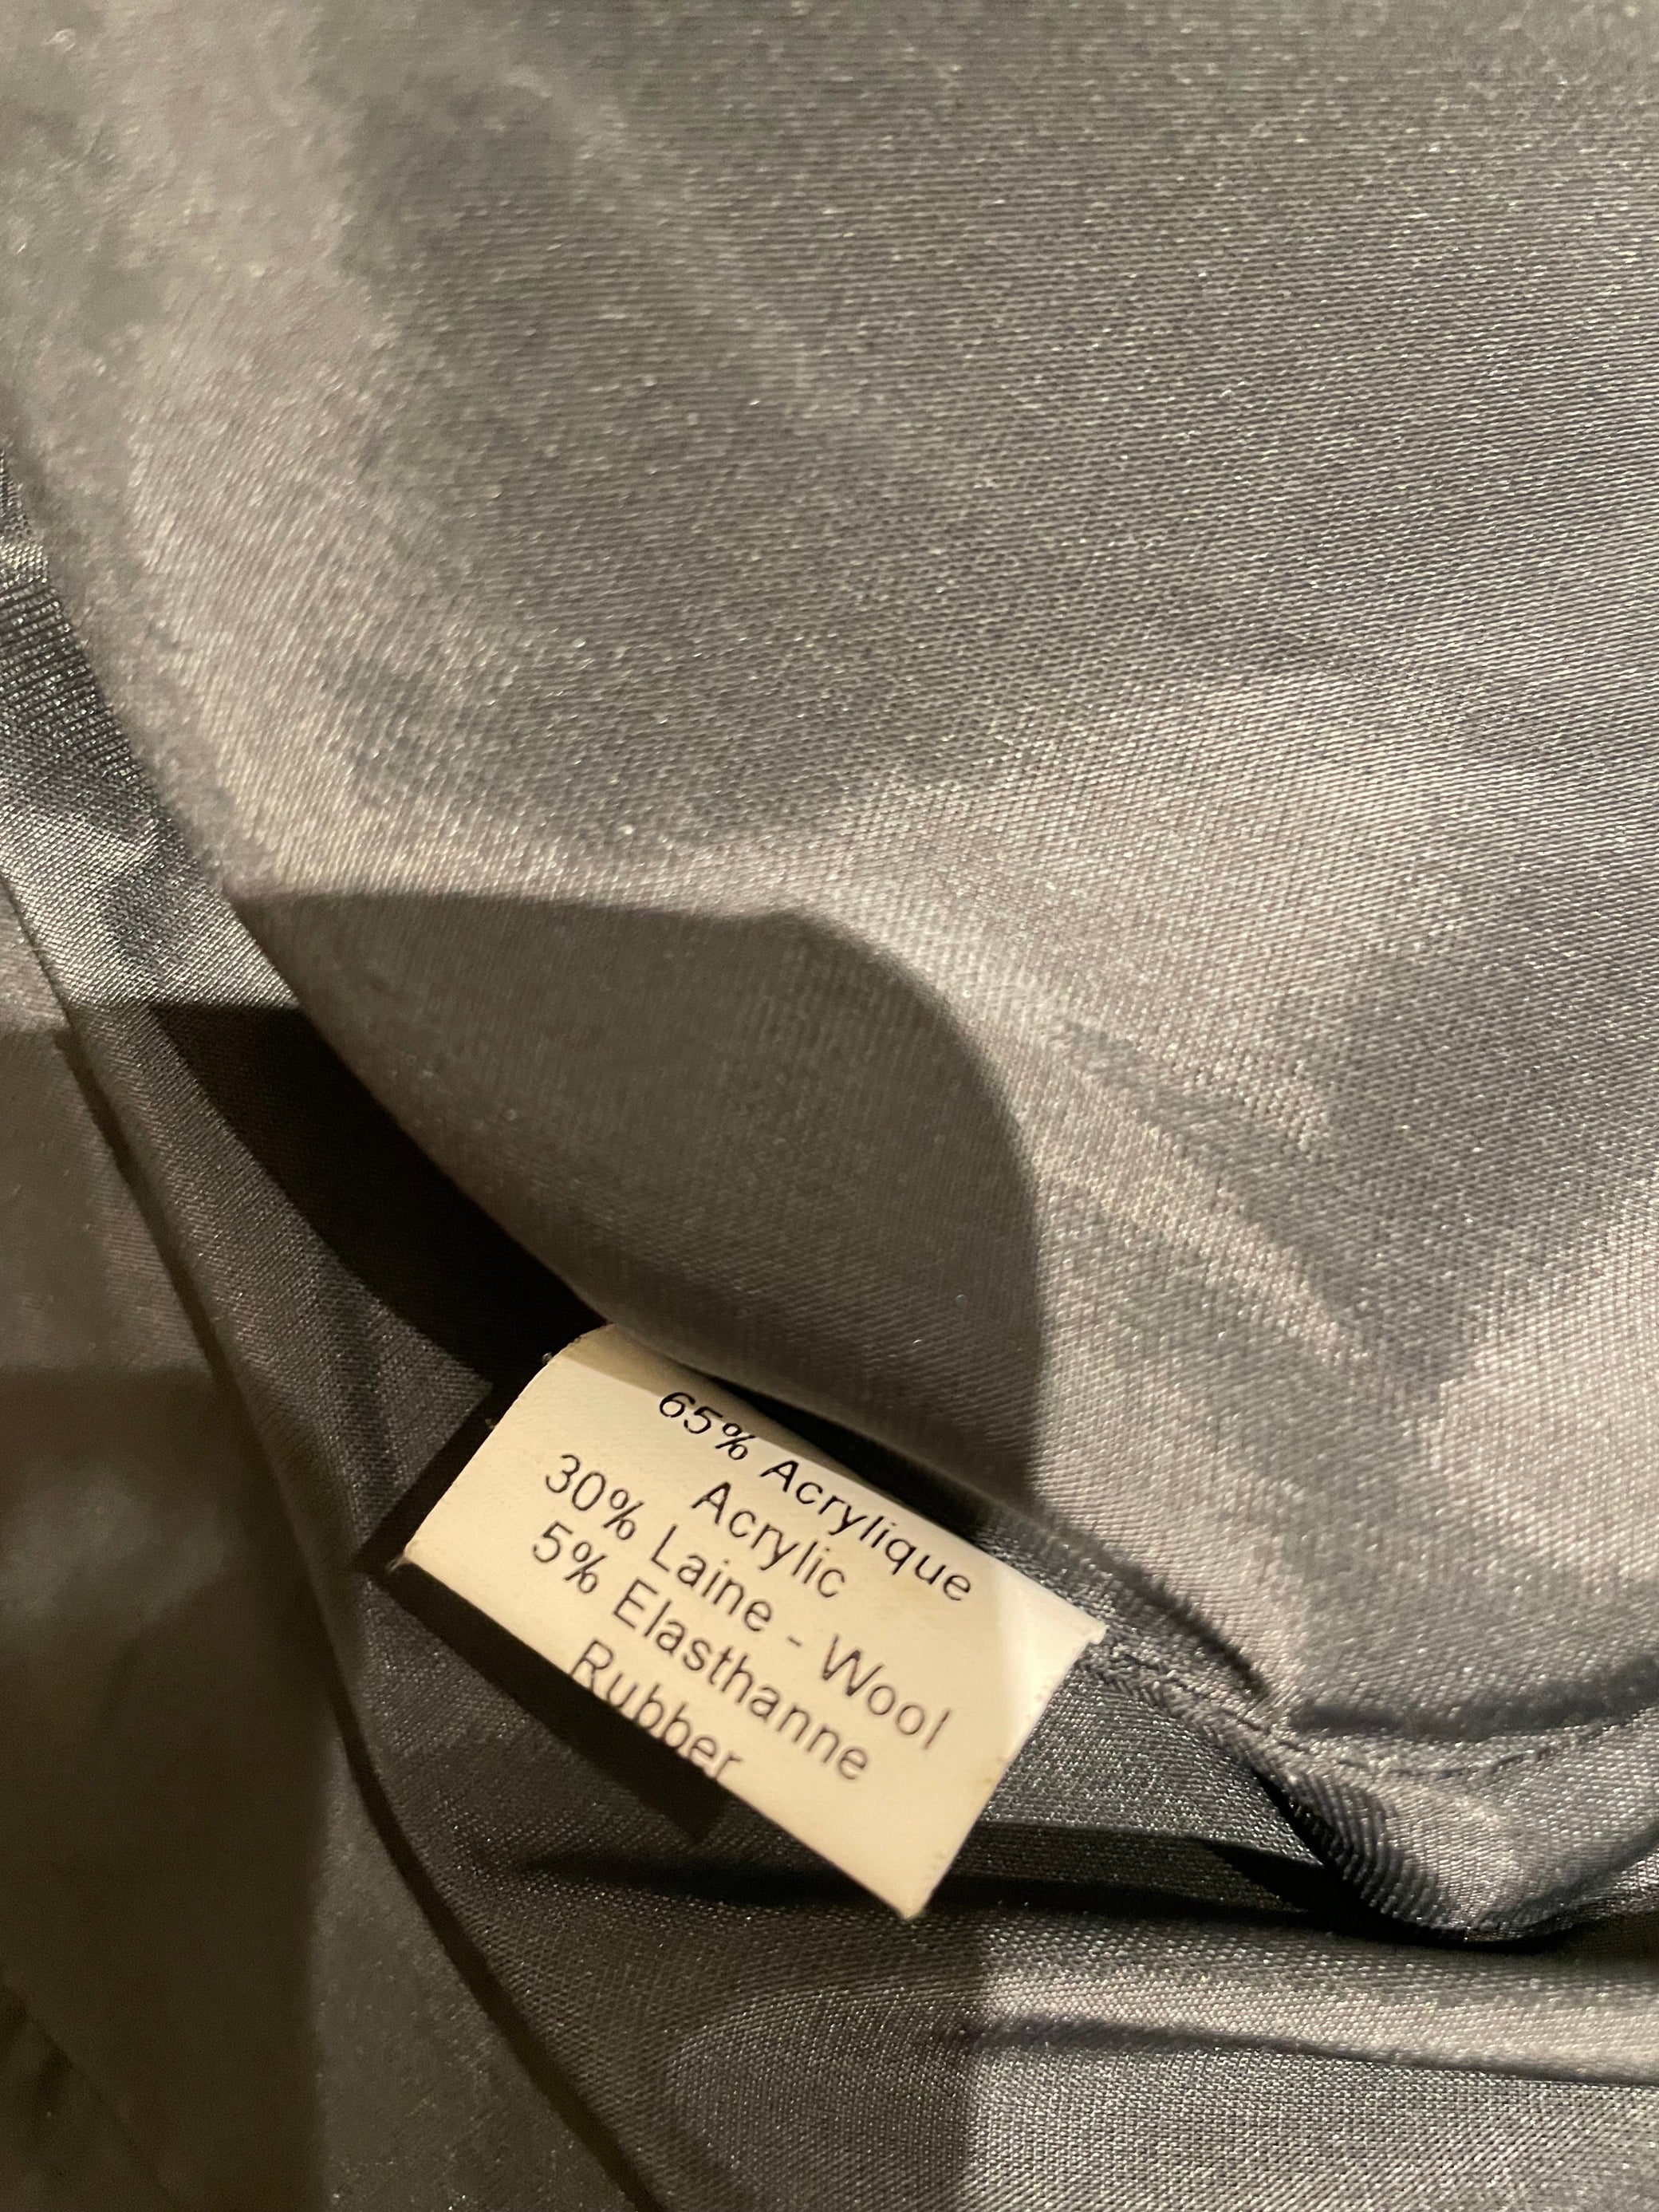 65% Acrylique
Acrylic
30% Laine - Wool
5% Elasthanne
Rubber